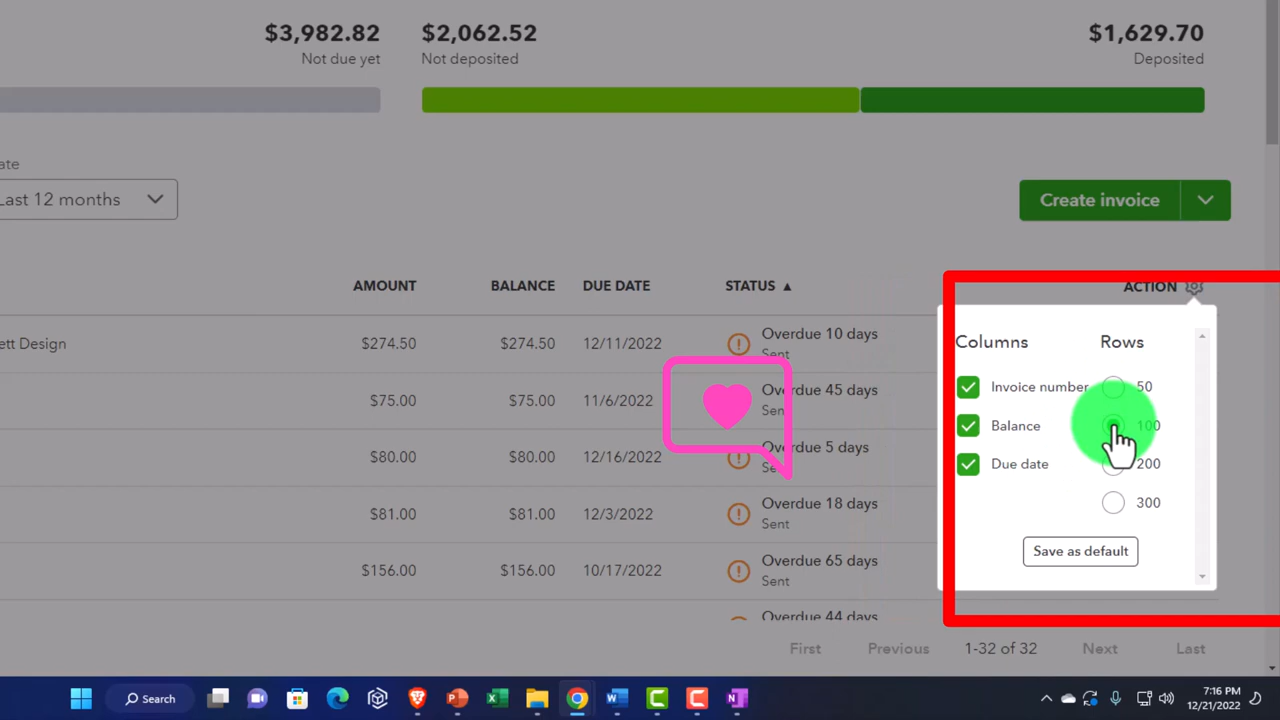 $3,982.82
Not due yet
$2,062.52
Not deposited
$1,629.70
Deposited
ate
Last 12 months
Create invoice
AMOUNT BALANCE DUE DATE STATUS ▲ ACTION
ett Design $274.50 $274.50 12/11/2022 Overdue 10 days
Sent
$75.00 $75.00 11/6/2022 Overdue 45 days
Sen
$80.00 $80.00 12/16/2022 Overdue 5 days
Se
$81.00 $81.00 12/3/2022 Overdue 18 days
Sent
$156.00 $156.00 10/17/2022 Overdue 65 days
Sent
Overdue 44 days
Columns Rows
Invoice number 50
Balance 100
Due date 200
300
Save as default
First Previous 1-32 of 32 Next Last
Search
7:16 PM
12/21/2022